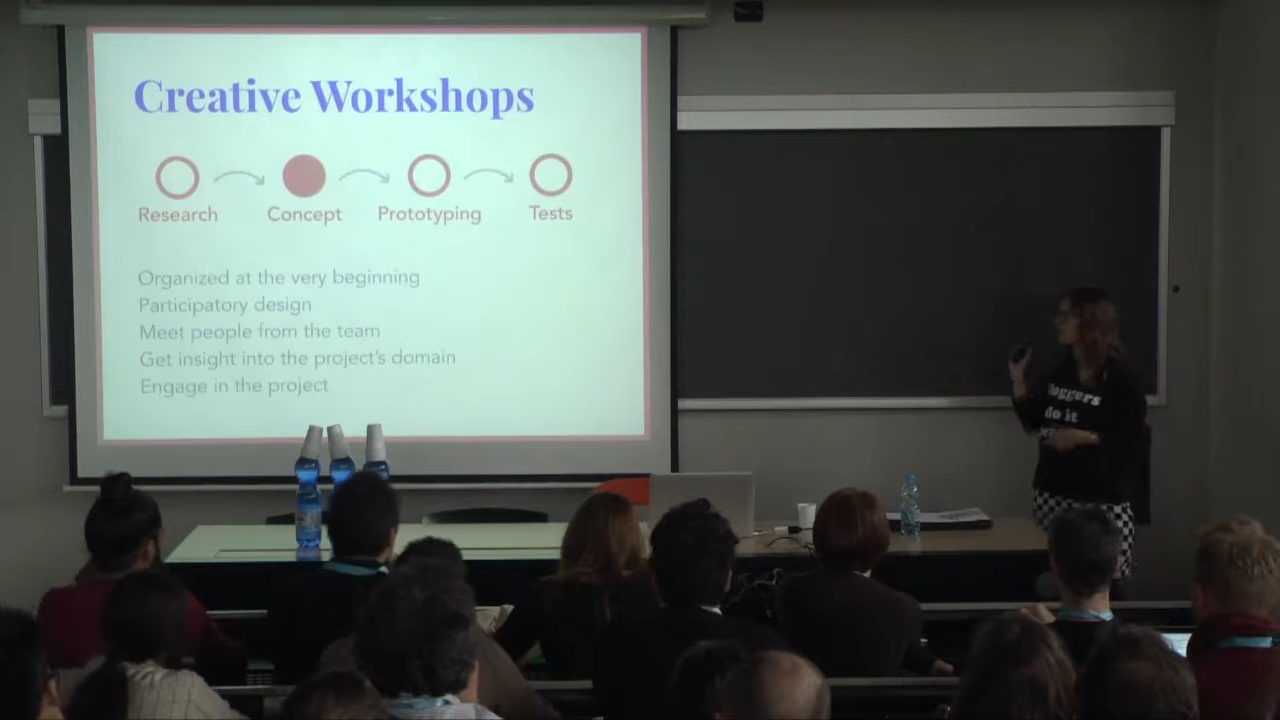 Creative Workshops
Research Concept Prototyping Tests
Organized at the very beginning
Participatory design
Meet people from the team
Get insight into the project's domain
Engage in the project
do it